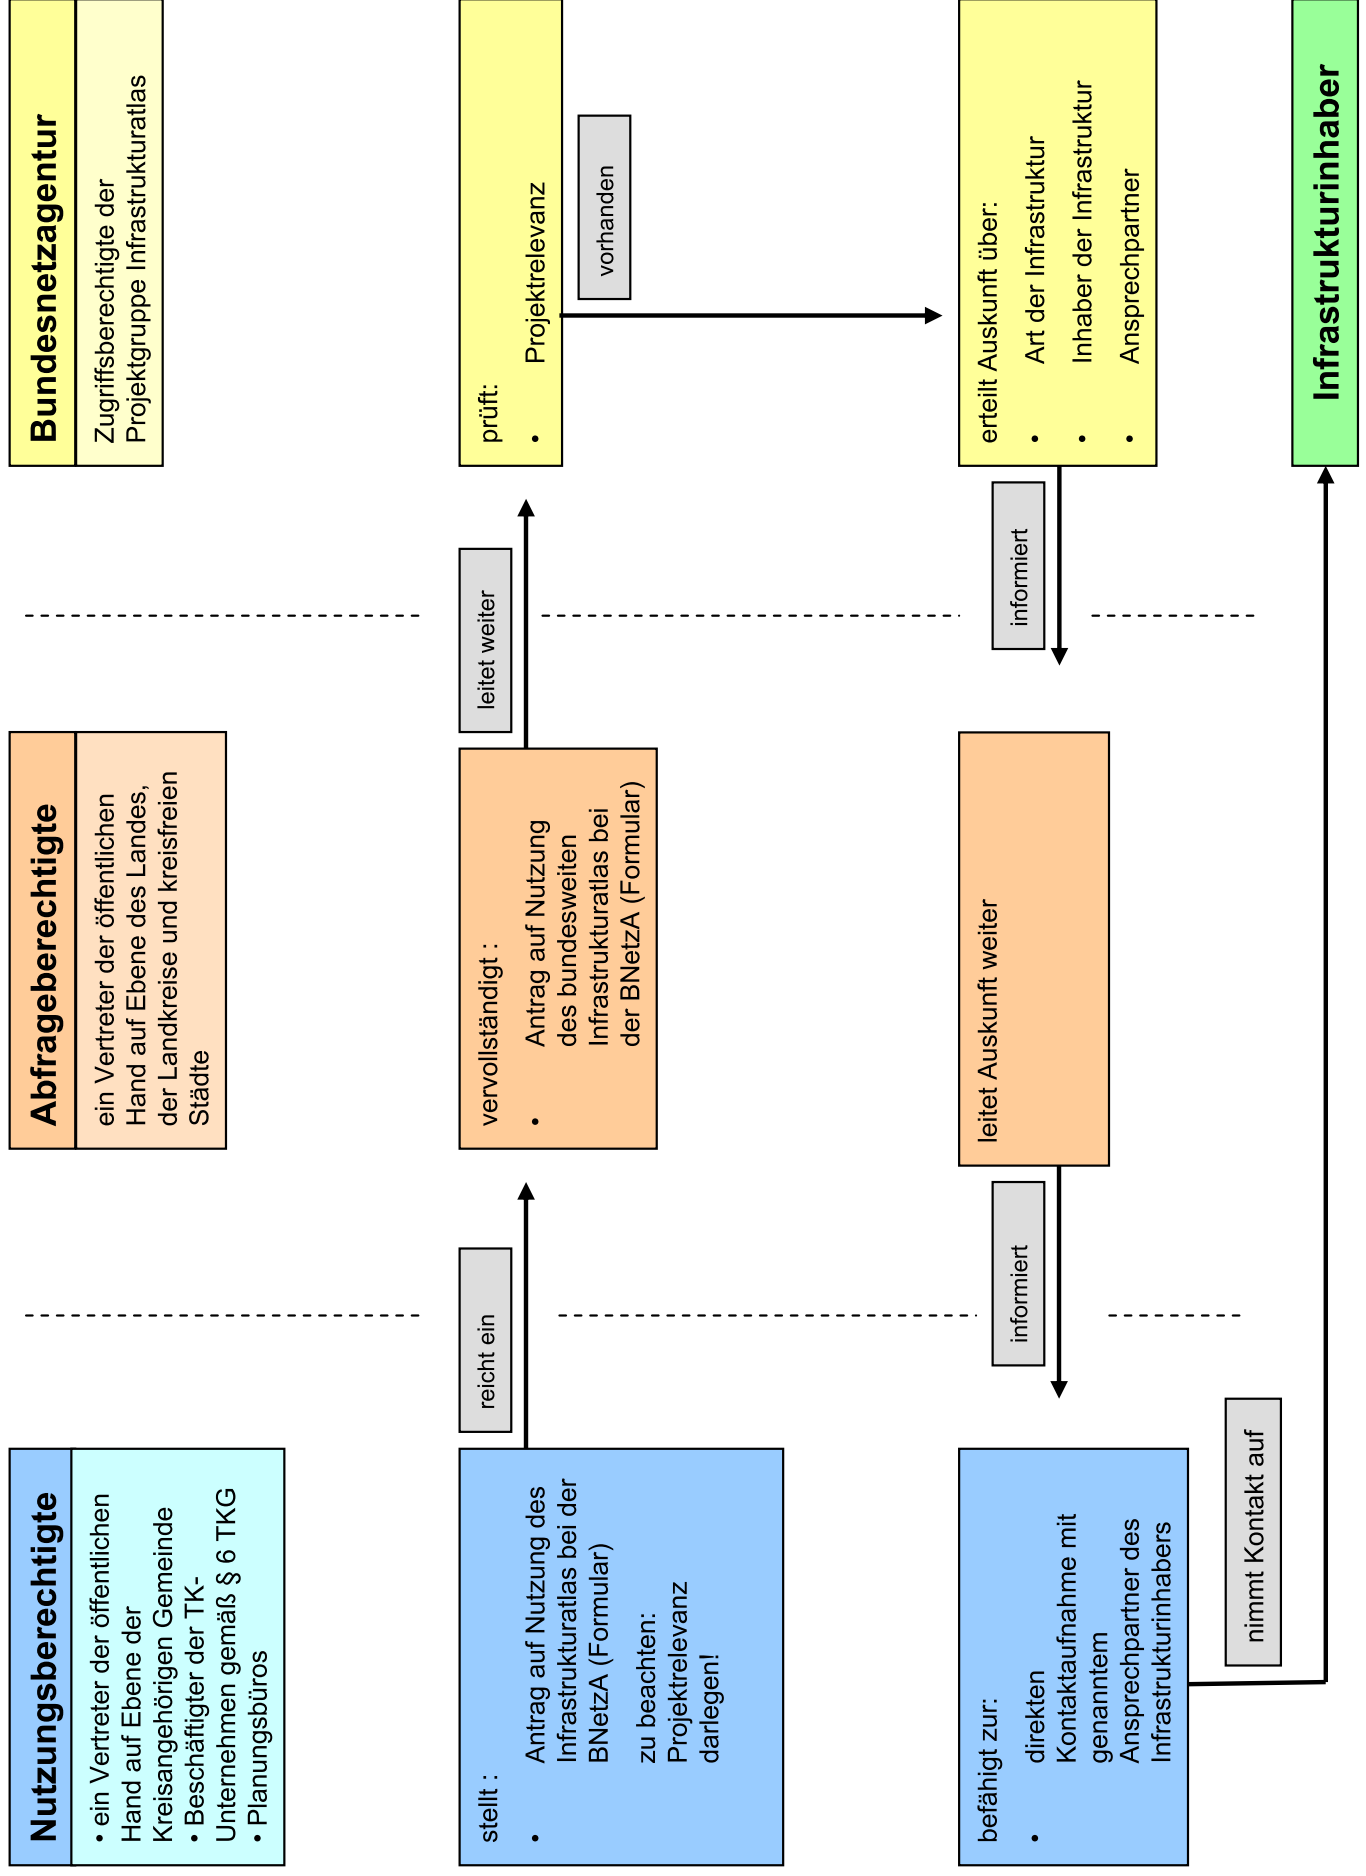 Nutzungsberechtigte
• ein Vertreter der öffentlichen
Hand auf Ebene der
Kreisangehörigen Gemeinde
• Beschäftigter der TK-
Unternehmen gemäß § 6 TKG
• Planungsbüros
Abfrageberechtigte
ein Vertreter der öffentlichen
Hand auf Ebene des Landes,
der Landkreise und kreisfreien
Städte
Bundesnetzagentur
Zugriffsberechtigte der
Projektgruppe Infrastrukturatlas
stellt :
• Antrag auf Nutzung des
Infrastrukturatlas bei der
BNetzA (Formular)
zu beachten:
Projektrelevanz
darlegen!
reicht ein
vervollständigt :
• Antrag auf Nutzung
des bundesweiten
Infrastrukturatlas bei
der BNetzA (Formular)
leitet weiter
prüft:
• Projektrelevanz
vorhanden
befähigt zur:
• direkten
Kontaktaufnahme mit
genanntem
Ansprechpartner des
Infrastrukturinhabers
informiert
leitet Auskunft weiter
informiert
erteilt Auskunft über:
• Art der Infrastruktur
• Inhaber der Infrastruktur
• Ansprechpartner
nimmt Kontakt auf
Infrastrukturinhaber